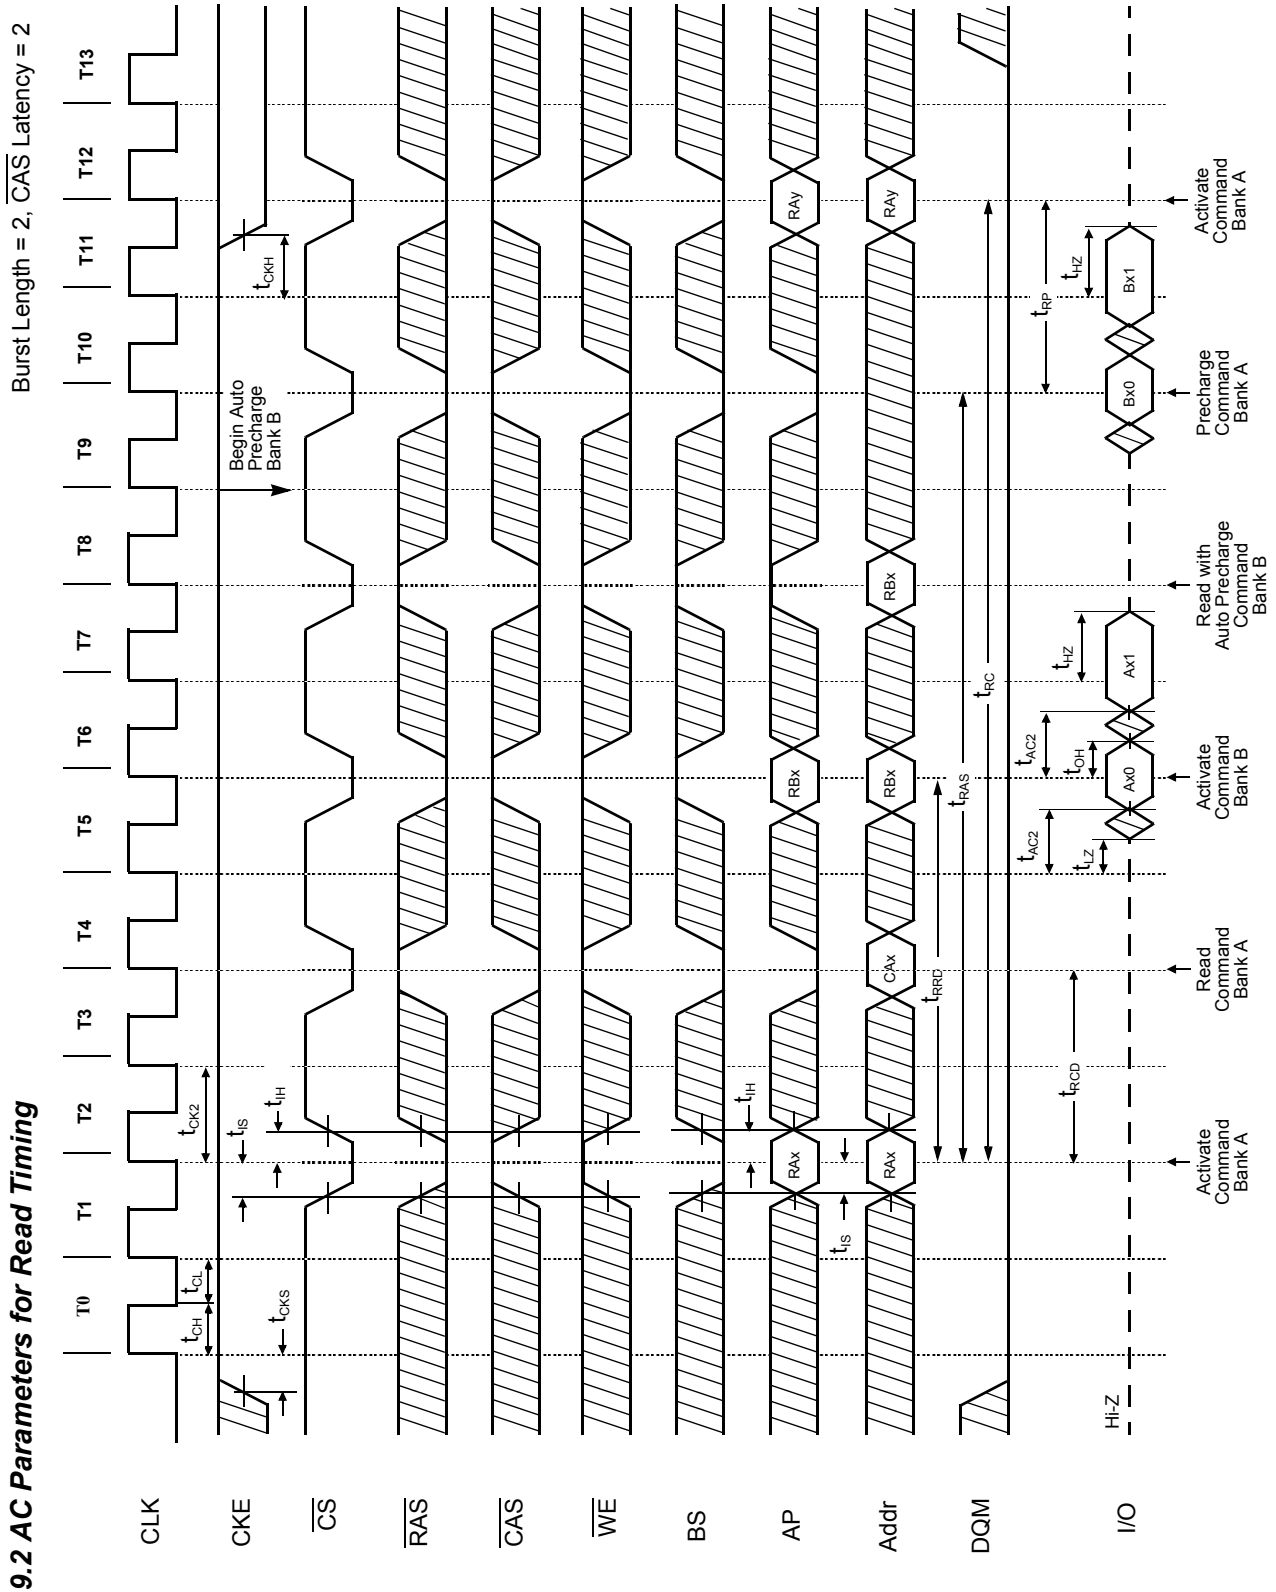 9.2 AC Parameters for Read Timing
Burst Length = 2, CAS Latency = 2
T0 T1 T2 T3 T4 T5 T6 T7 T8 T9 T10 T11 T12 T13
CLK
tCH tCL tCK2
CKE
tCKS
tIS
tIH
Begin Auto
Precharge
Bank B
tCKH
CS
RAS
CAS
WE
BS
tIH
AP
RAx RBx RAy
tIS
Addr
RAx CAx RBx RBx RAy
tRRD
tRAS
tRC
DQM
tRP
tRCD
tAC2 tAC2
tLZ tOH tHZ tHZ
I/O
Hi-Z
Ax0 Ax1 Bx0 Bx1
Activate
Command
Bank A
Read
Command
Bank A
Activate
Command
Bank B
Read with
Auto Precharge
Command
Bank B
Precharge
Command
Bank A
Activate
Command
Bank A